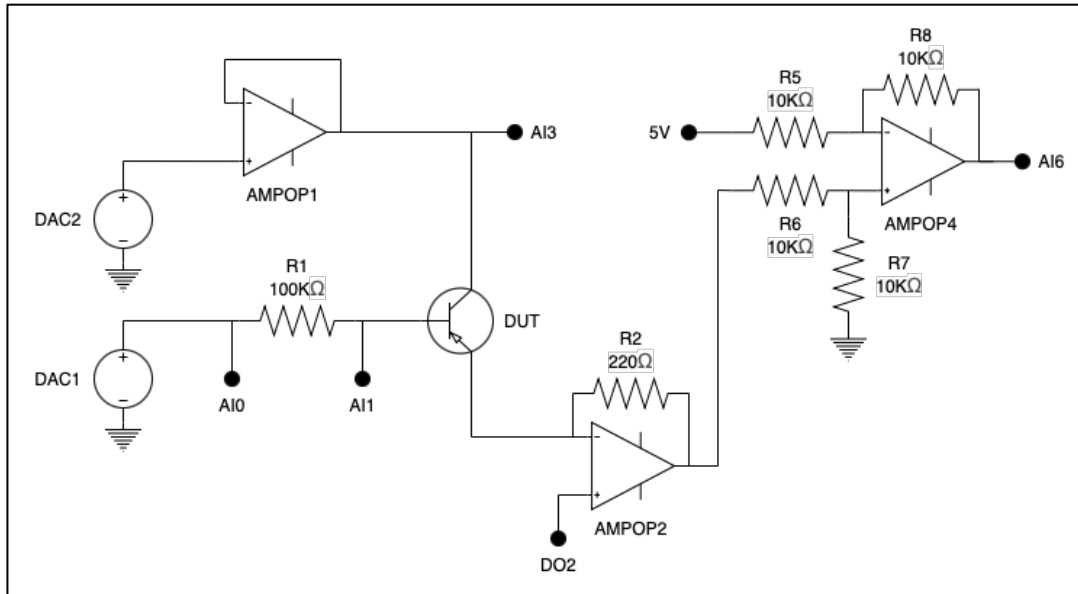 R8
10KΩ
R5
10KΩ
5V
AI3
AI6
AMPOP1
AMPOP4
DAC2
R6
10KΩ
R7
10KΩ
R1
100KΩ
DUT
DAC1
AI0
AI1
R2
220Ω
AMPOP2
DO2
+
−
+
−
-
+
-
+
-
+